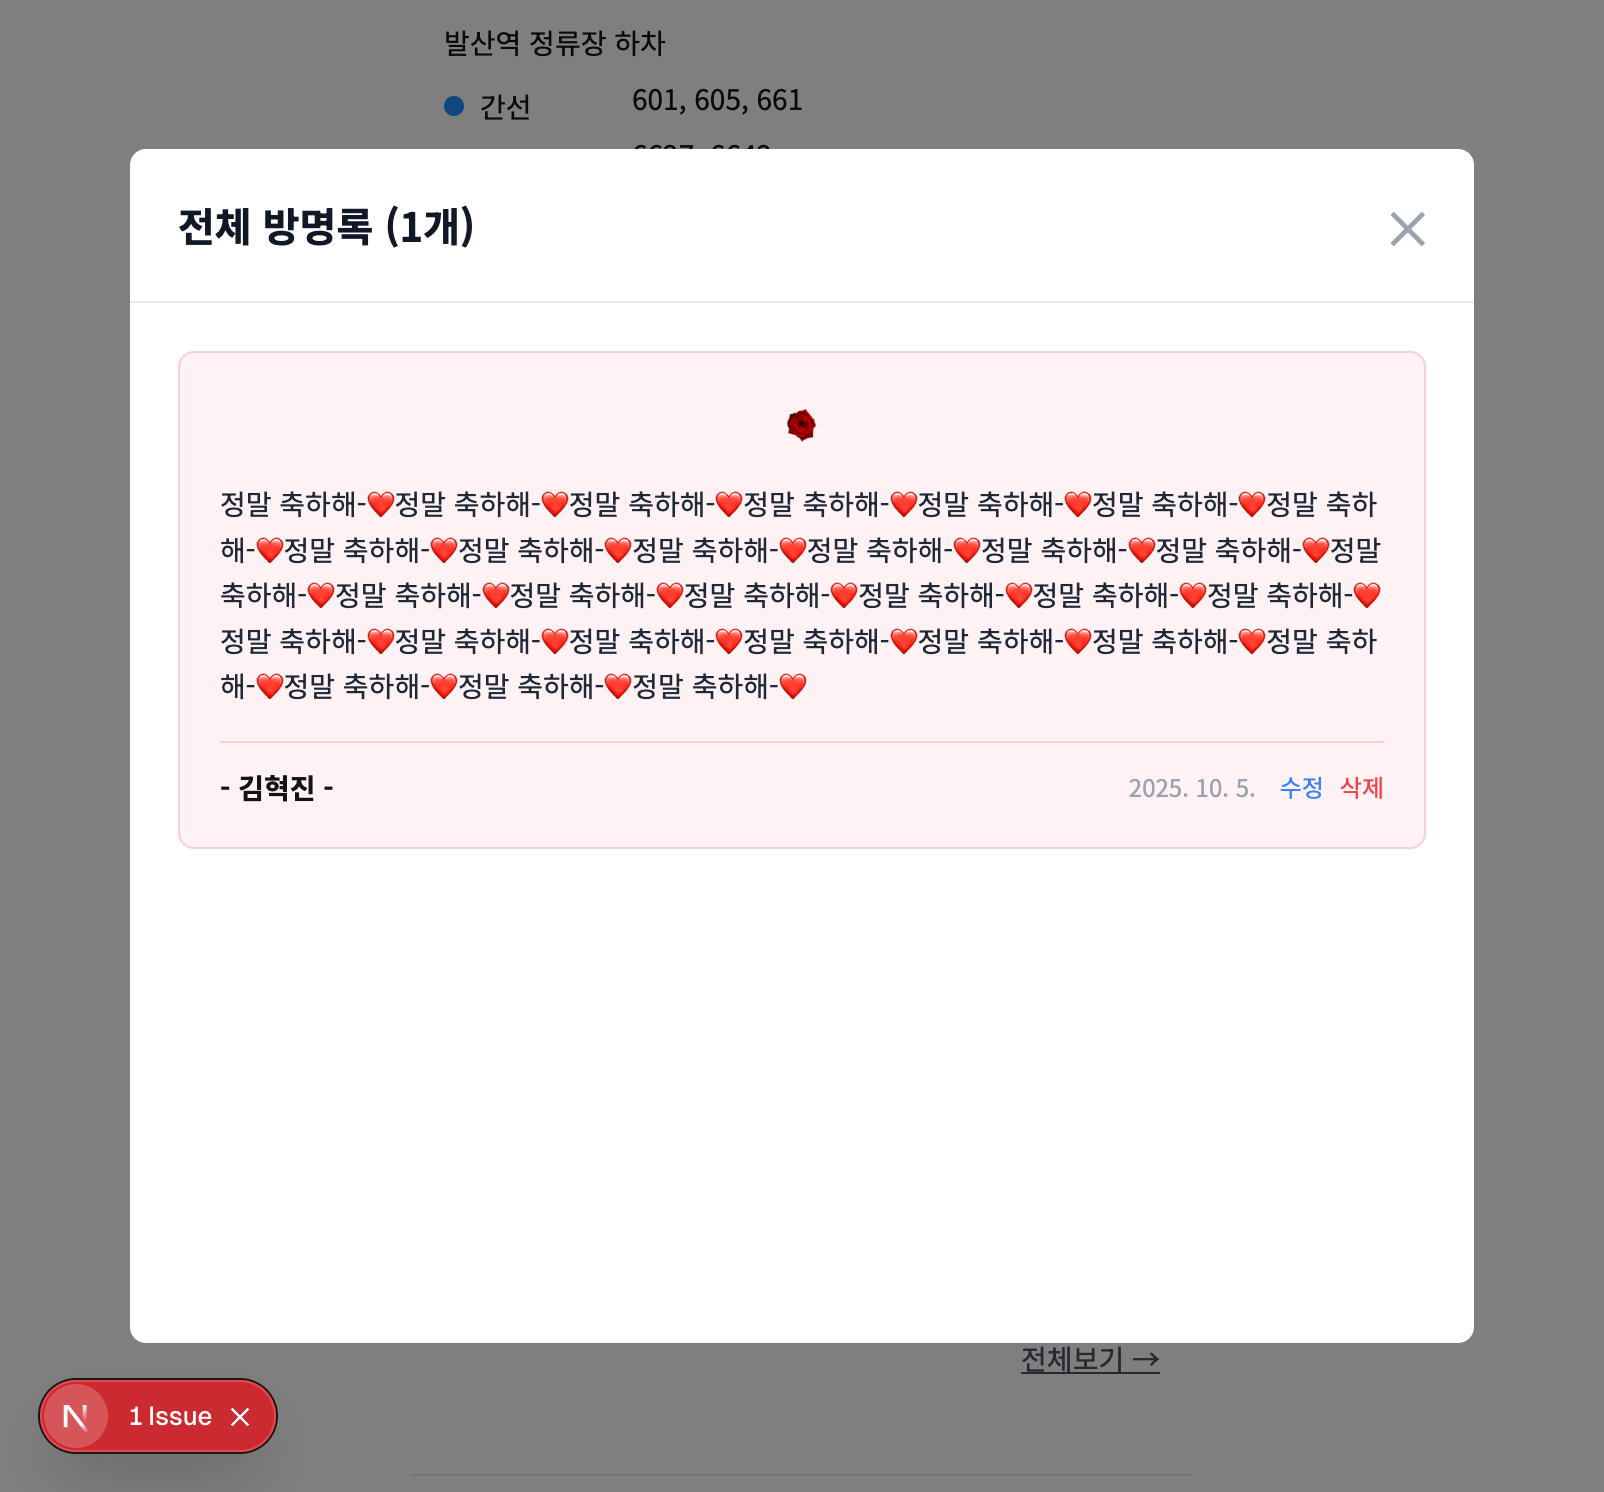 발산역 정류장 하차
간선 601, 605, 661
전체 방명록 (1개)
정말 축하해-❤️정말 축하해-❤️정말 축하해-❤️정말 축하해-❤️정말 축하해-❤️정말 축하해-❤️정말 축하
해-❤️정말 축하해-❤️정말 축하해-❤️정말 축하해-❤️정말 축하해-❤️정말 축하해-❤️정말 축하해-❤️정말
축하해-❤️정말 축하해-❤️정말 축하해-❤️정말 축하해-❤️정말 축하해-❤️정말 축하해-❤️정말 축하해-❤️
정말 축하해-❤️정말 축하해-❤️정말 축하해-❤️정말 축하해-❤️정말 축하해-❤️정말 축하해-❤️정말 축하
해-❤️정말 축하해-❤️정말 축하해-❤️정말 축하해-❤️
- 김혁진 - 2025. 10. 5. 수정 삭제
전체보기 →
N 1 Issue